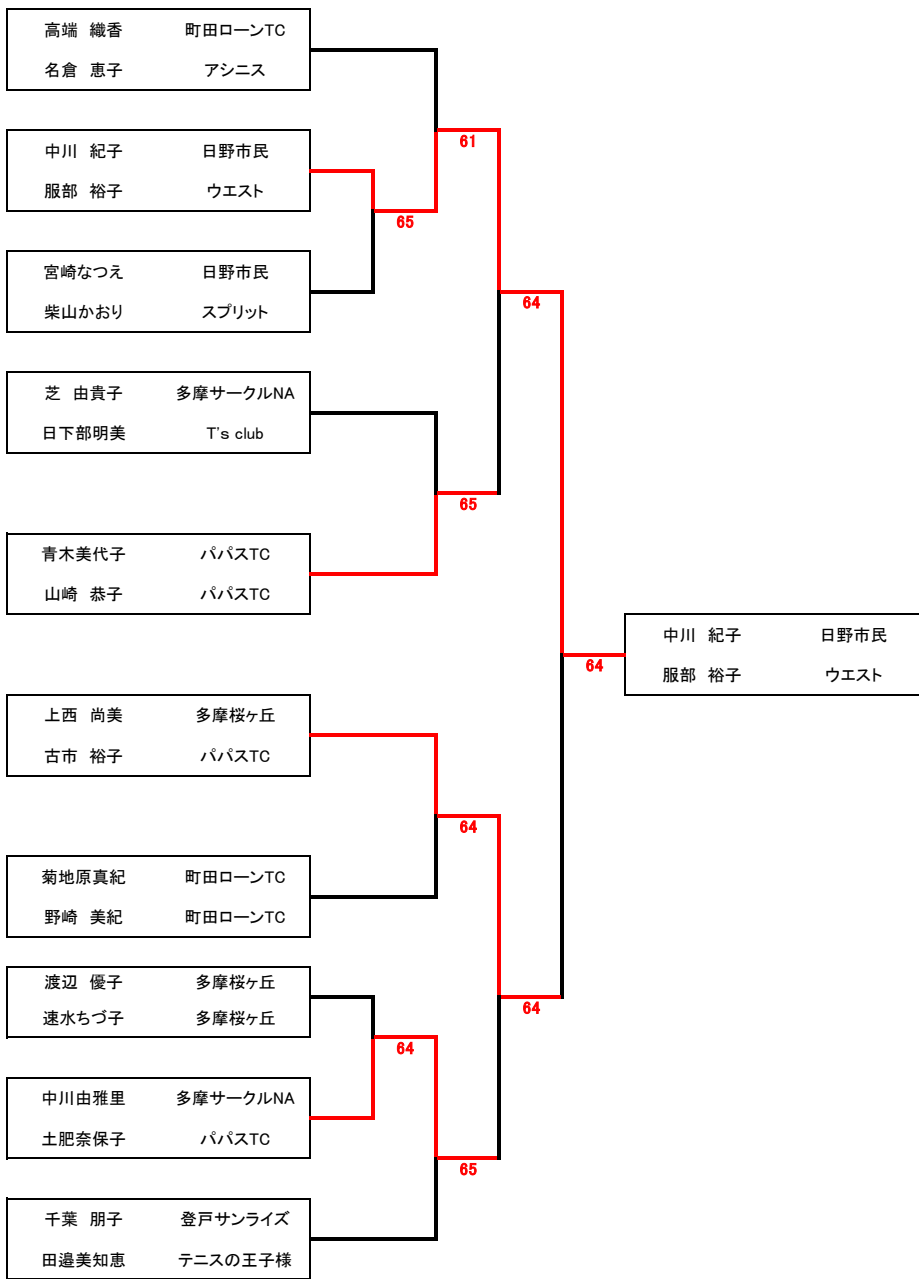 高端 織香 町田ローンTC
名倉 恵子 アシニス
61
中川 紀子 日野市民
服部 裕子 ウエスト
65
宮崎なつえ 日野市民
柴山かおり スプリット
64
芝 由貴子 多摩サークルNA
日下部明美 T's club
65
青木美代子 パパスTC
山崎 恭子 パパスTC
中川 紀子 日野市民
服部 裕子 ウエスト
64
上西 尚美 多摩桜ヶ丘
古市 裕子 パパスTC
64
菊地原真紀 町田ローンTC
野崎 美紀 町田ローンTC
渡辺 優子 多摩桜ヶ丘
速水ちづ子 多摩桜ヶ丘
64
64
中川由雅里 多摩サークルNA
土肥奈保子 パパスTC
65
千葉 朋子 登戸サンライズ
田邉美知恵 テニスの王子様